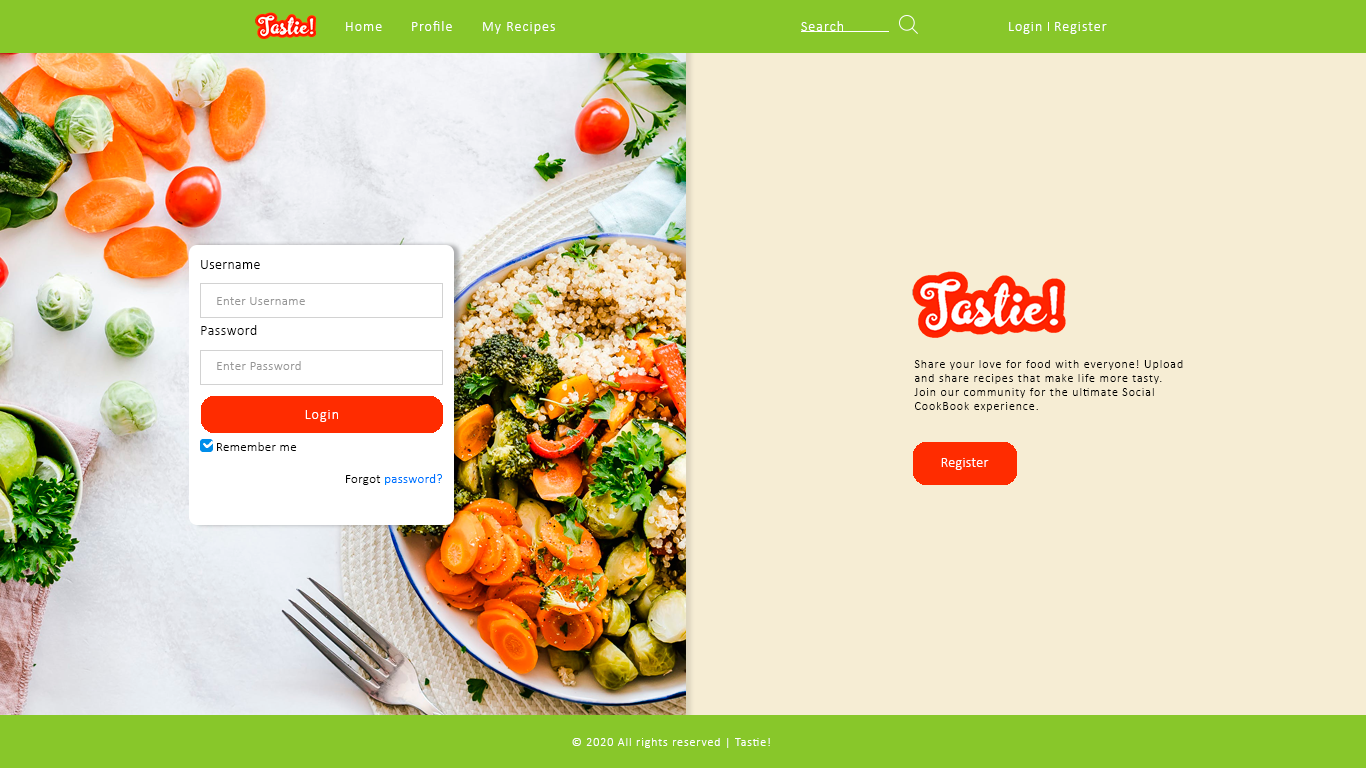 Tastie! Home Profile My Recipes Search Login | Register
Username
Enter Username
Password
Enter Password
Login
Remember me
Forgot password?
Tastie!
Share your love for food with everyone! Upload
and share recipes that make life more tasty.
Join our community for the ultimate Social
CookBook experience.
Register
© 2020 All rights reserved | Tastie!